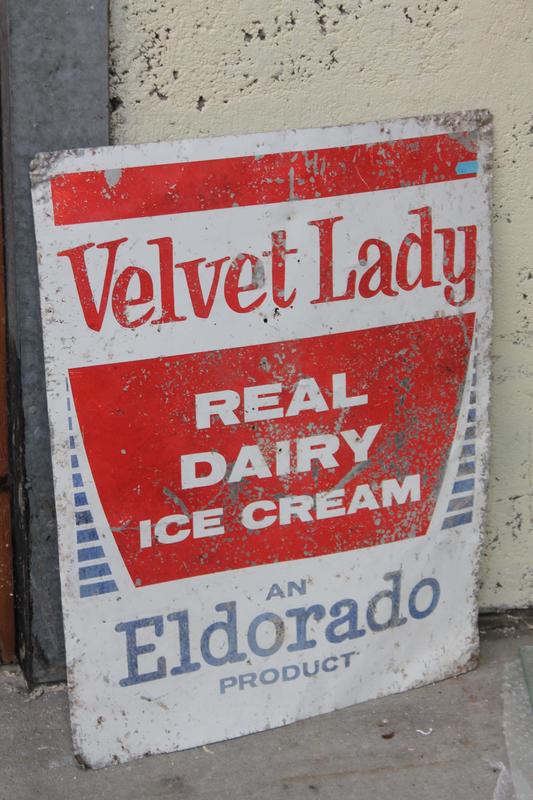 Velvet Lady
REAL
DAIRY
ICE CREAM
AN
Eldorado
PRODUCT